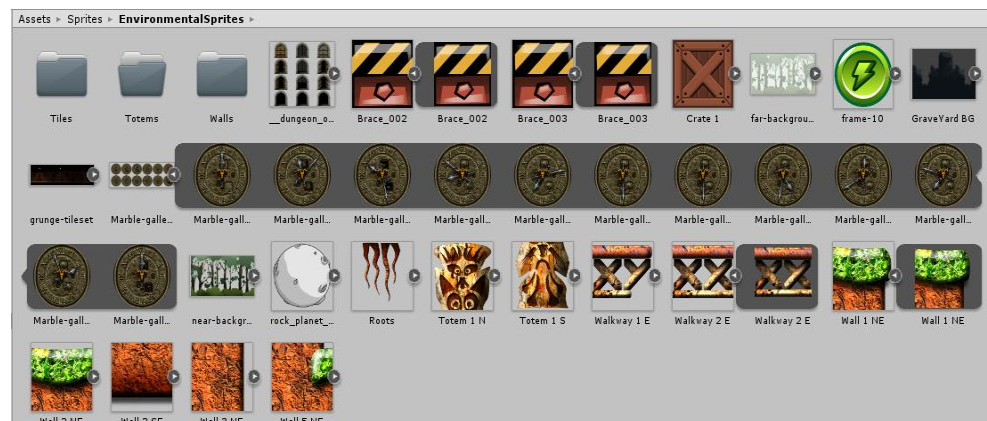 Assets ▸ Sprites ▸ EnvironmentalSprites ▸
Tiles Totems Walls __dungeon_o... Brace_002 Brace_002 Brace_003 Brace_003 Crate 1 far-backgrou... frame-10 GraveYard BG
grunge-tileset Marble-galle... Marble-gall... Marble-gall... Marble-gall... Marble-gall... Marble-gall... Marble-gall... Marble-gall... Marble-gall... Marble-gall... Marble-gall...
Marble-gall... Marble-gall... near-backgr... rock_planet_... Roots Totem 1 N Totem 1 S Walkway 1 E Walkway 2 E Walkway 2 E Wall 1 NE Wall 1 NE